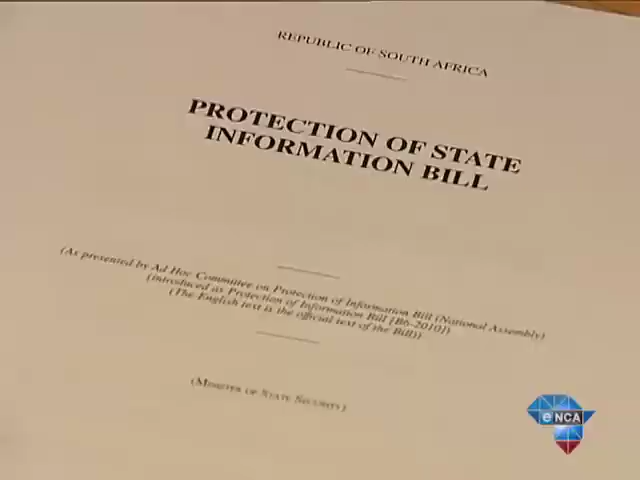 REPUBLIC OF SOUTH AFRICA
PROTECTION OF STATE
INFORMATION BILL
(As presented by Ad Hoc Committee on Protection of Information Bill (National Assembly)
(introduced as Protection of Information Bill [B6-2010])
(The English text is the official text of the Bill))
(MINISTER OF STATE SECURITY)
eNCA